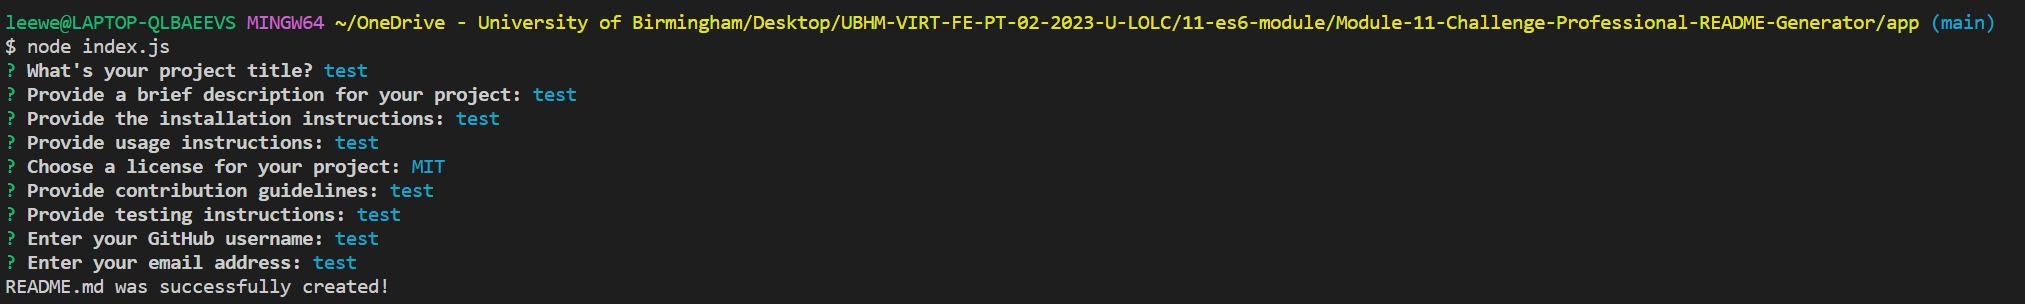 leewe@LAPTOP-QLBAEEVS MINGW64 ~/OneDrive - University of Birmingham/Desktop/UBHM-VIRT-FE-PT-02-2023-U-LOLC/11-es6-module/Module-11-Challenge-Professional-README-Generator/app (main)
$ node index.js
? What's your project title? test
? Provide a brief description for your project: test
? Provide the installation instructions: test
? Provide usage instructions: test
? Choose a license for your project: MIT
? Provide contribution guidelines: test
? Provide testing instructions: test
? Enter your GitHub username: test
? Enter your email address: test
README.md was successfully created!